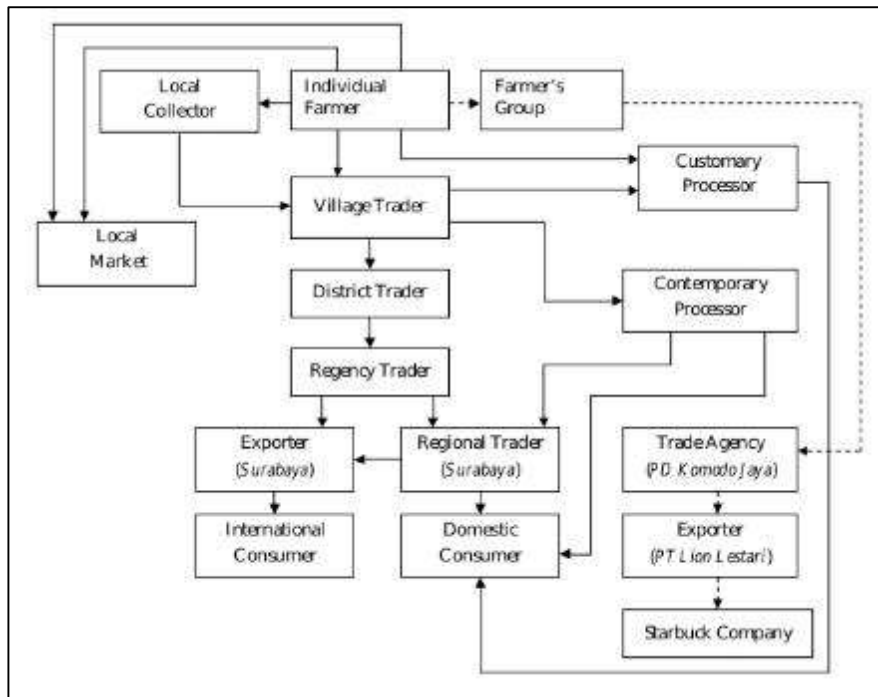 Local
Collector
Individual
Farmer
Farmer's
Group
Customary
Processor
Village Trader
Local
Market
District Trader
Contemporary
Processor
Regency Trader
Exporter
(Surabaya)
Regional Trader
(Surabaya)
Trade Agency
(PD. Komodo Jaya)
International
Consumer
Domestic
Consumer
Exporter
(PT. Lion Lestari)
Starbuck Company